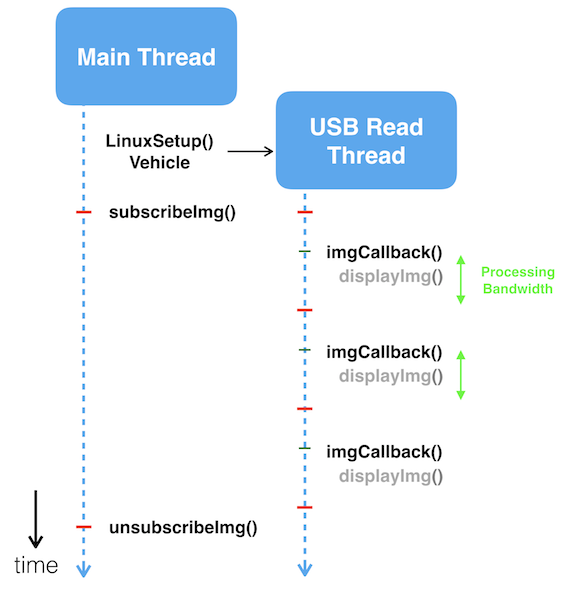 Main Thread
USB Read
Thread
LinuxSetup()
Vehicle
subscribeImg()
imgCallback()
displayImg()
Processing
Bandwidth
imgCallback()
displayImg()
imgCallback()
displayImg()
unsubscribeImg()
time